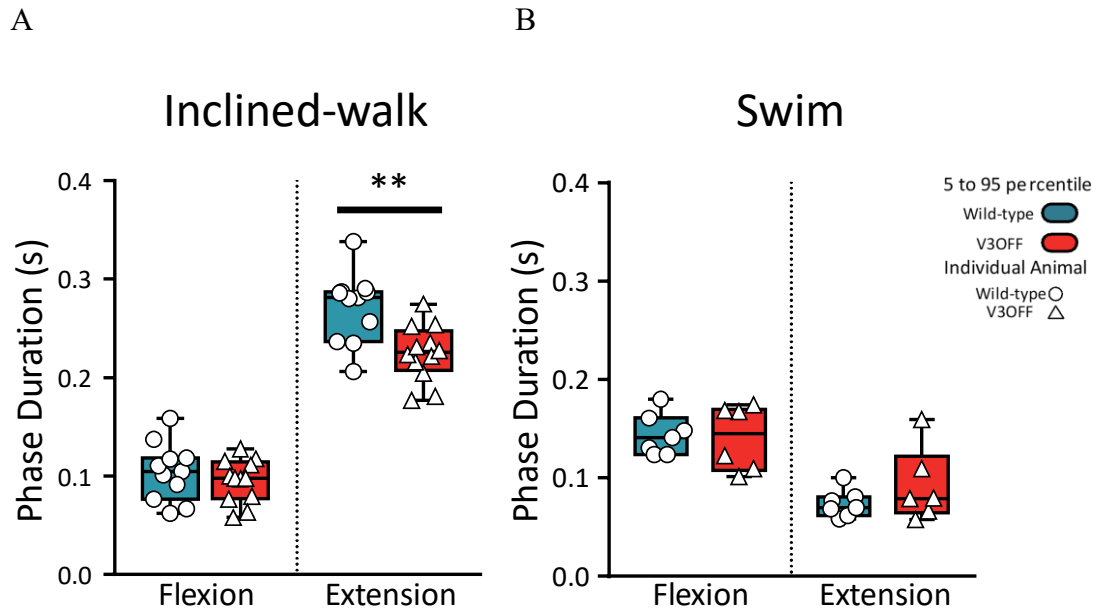 A
B
Inclined-walk
Swim
Phase Duration (s)
0.4
0.3
0.2
0.1
0.0
**
Flexion
Extension
Phase Duration (s)
0.4
0.3
0.2
0.1
0.0
Flexion
Extension
5 to 95 percentile
Wild-type
V3OFF
Individual Animal
Wild-type
V3OFF